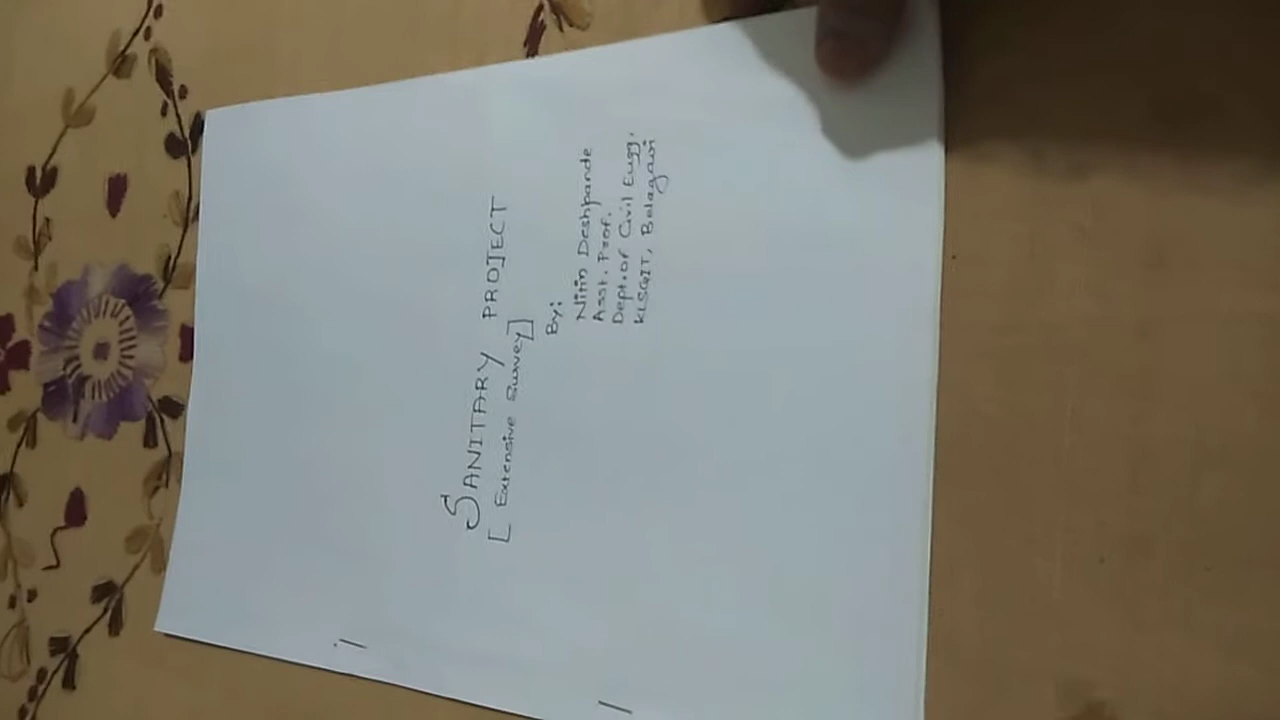 SANITARY PROJECT
[Extensive Survey]
By:
Nitin Deshpande
Asst. Prof.
Dept. of Civil Engg.
KLSGIT, Belagavi